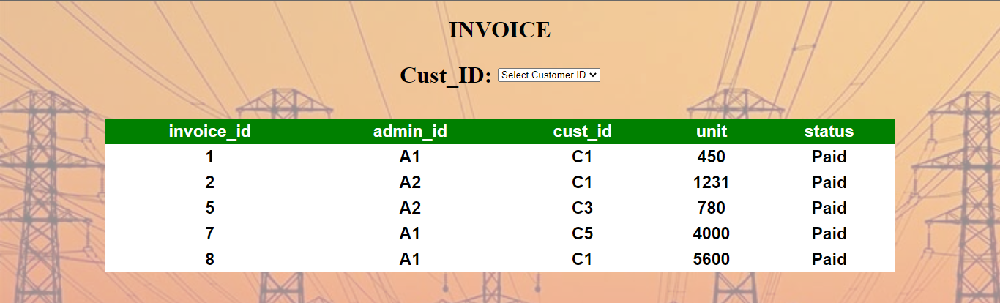 INVOICE
Cust_ID: Select Customer ID
invoice_id admin_id cust_id unit status
1 A1 C1 450 Paid
2 A2 C1 1231 Paid
5 A2 C3 780 Paid
7 A1 C5 4000 Paid
8 A1 C1 5600 Paid